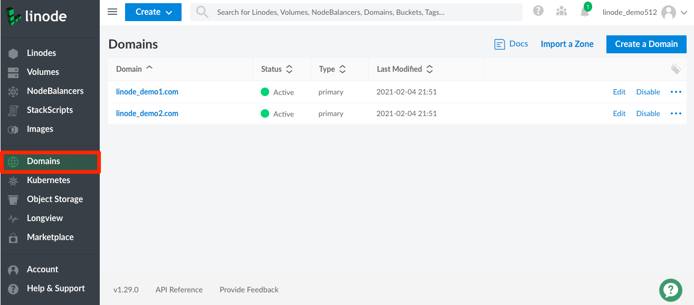 linode
Create
Search for Linodes, Volumes, NodeBalancers, Domains, Buckets, Tags...
1
linode_demo512
Linodes
Volumes
NodeBalancers
StackScripts
Images
Domains
Kubernetes
Object Storage
Longview
Marketplace
Account
Help & Support
Domains
Docs
Import a Zone
Create a Domain
Domain Status Type Last Modified
linode_demo1.com Active primary 2021-02-04 21:51 Edit Disable ...
linode_demo2.com Active primary 2021-02-04 21:51 Edit Disable ...
v1.29.0 API Reference Provide Feedback